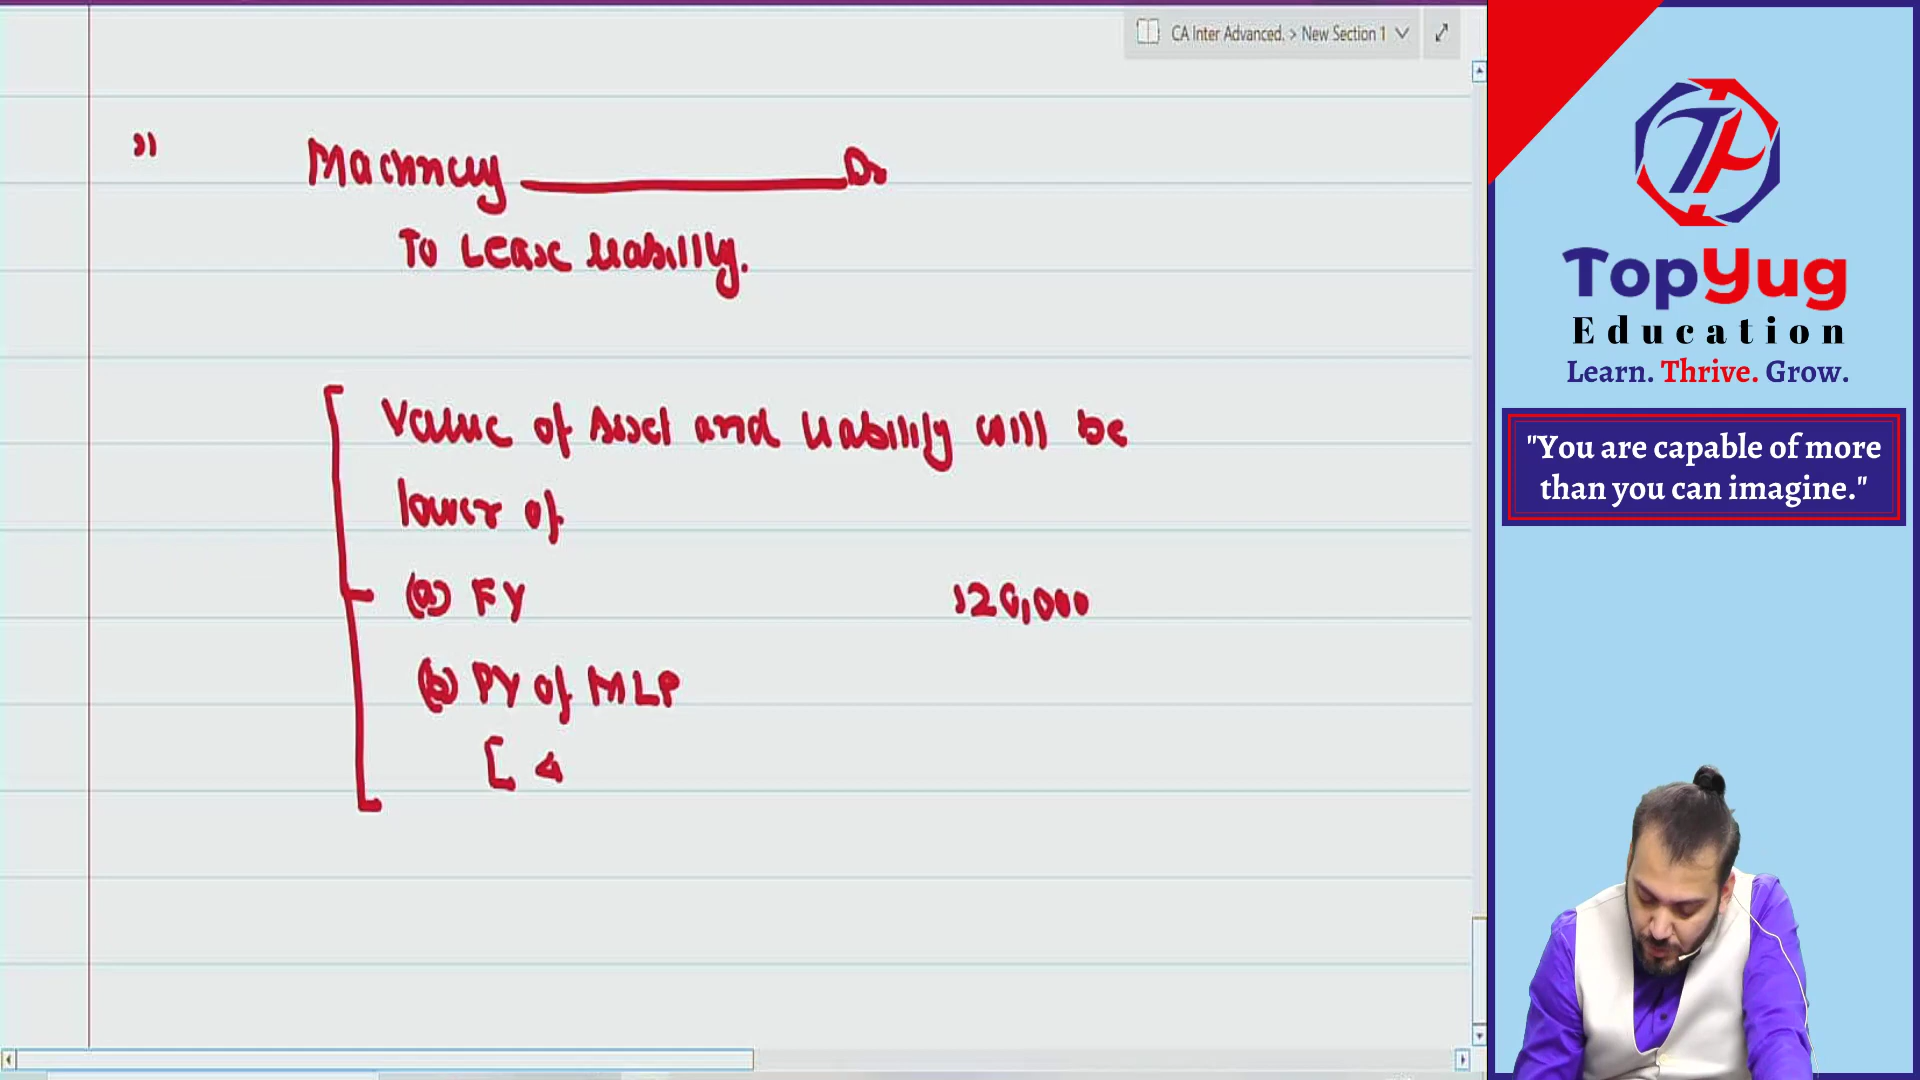 CA Inter Advanced. > New Section 1
1)
Machinery Dr
To Lease liability.
Value of Asset and liability will be
lower of
(a) FV 120,000
(b) PV of MLP
[ 4
TopYug
Education
Learn. Thrive. Grow.
"You are capable of more
than you can imagine."